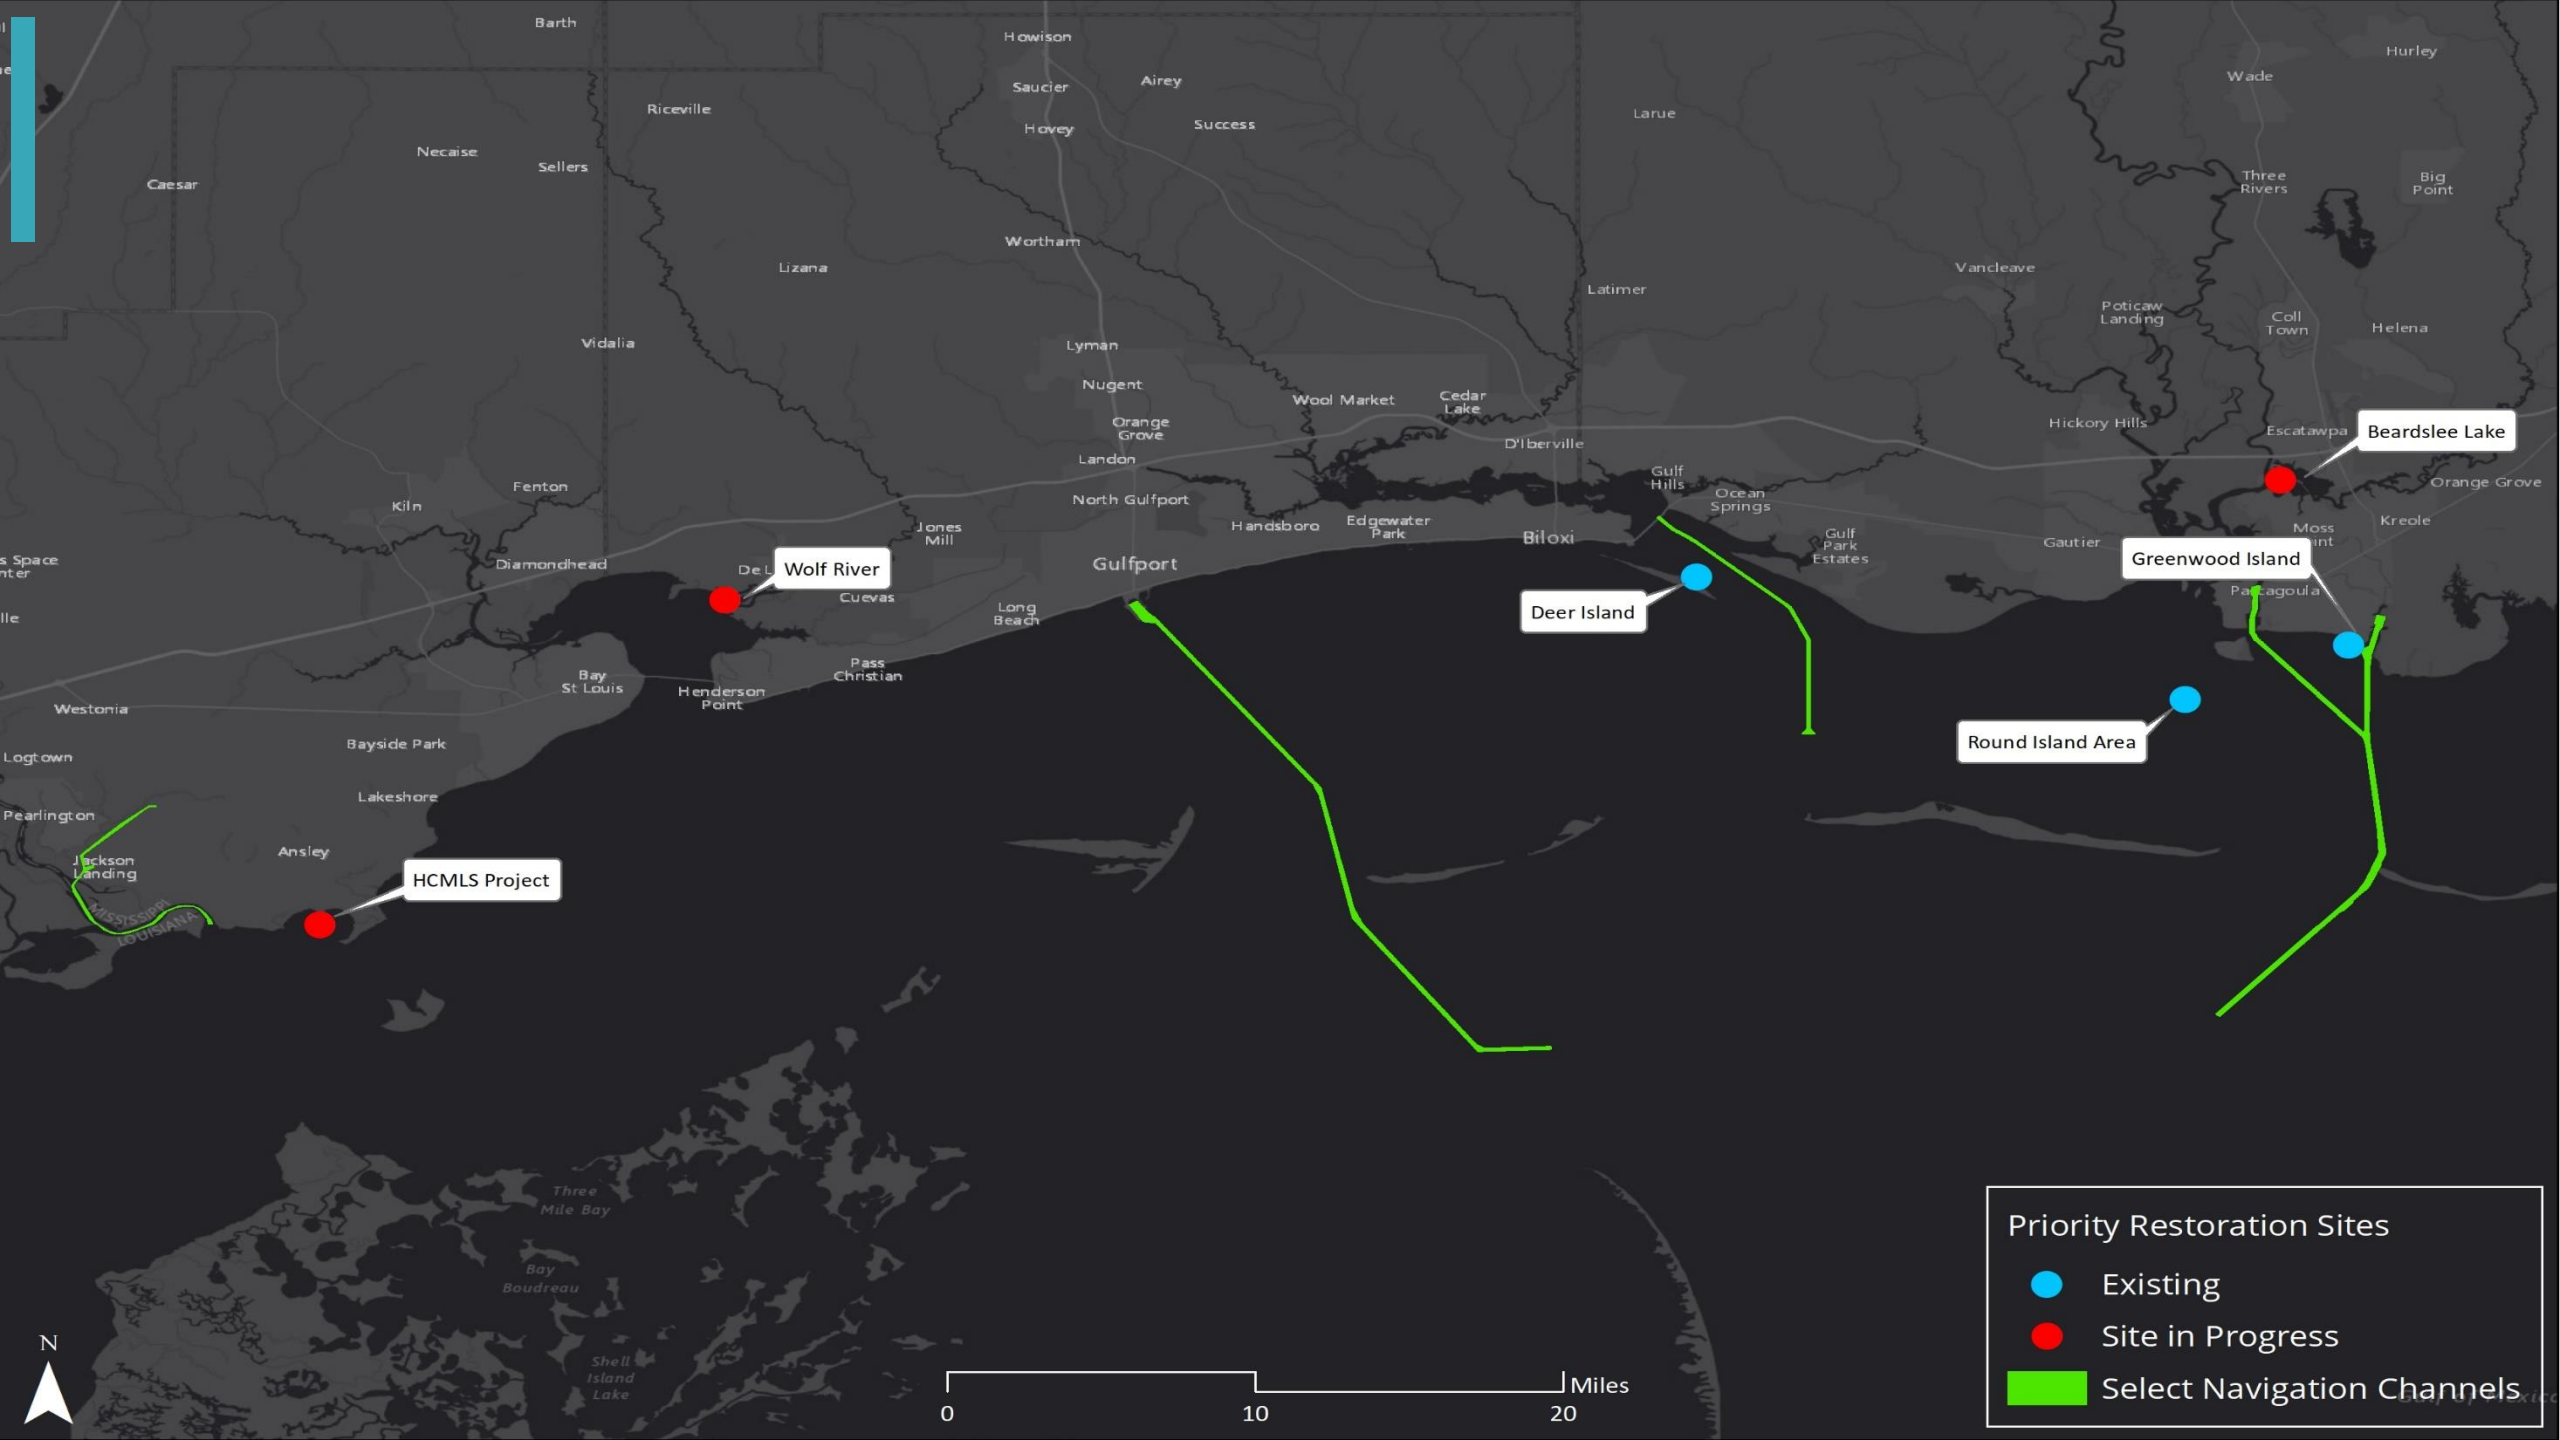 Barth
Howison
Hurley
Wade
Saucier
Airey
Riceville
Larue
Success
Hovey
Necaise
Sellers
Caesar
Three
Rivers
Big
Point
Wortham
Lizana
Vancleave
Latimer
Poticaw
Landing
Coll
Town
Helena
Vidalia
Lyman
Nugent
Wool Market
Cedar
Lake
Orange
Grove
Hickory Hills
Escatawpa
Beardslee Lake
D'Iberville
Landon
Gulf
Hills
Orange Grove
Fenton
Kiln
North Gulfport
Ocean
Springs
Jones
Mill
Handsboro
Edgewater
Park
Biloxi
Gulf
Park
Estates
Gautier
Moss
Kreole
s Space
nter
Diamondhead
De L
Wolf River
Gulfport
Greenwood Island
Cuevas
Long
Beach
Deer Island
lle
Pass
Christian
Bay
St Louis
Henderson
Point
Westonia
Bayside Park
Round Island Area
Logtown
Lakeshore
Pearlington
Ansley
Jackson
Landing
HCMLS Project
MISSISSIPPI
LOUISIANA
Three
Mile Bay
Bay
Boudreau
Shell
Island
Lake
N
Miles
0 10 20
Priority Restoration Sites
Existing
Site in Progress
Select Navigation Channels